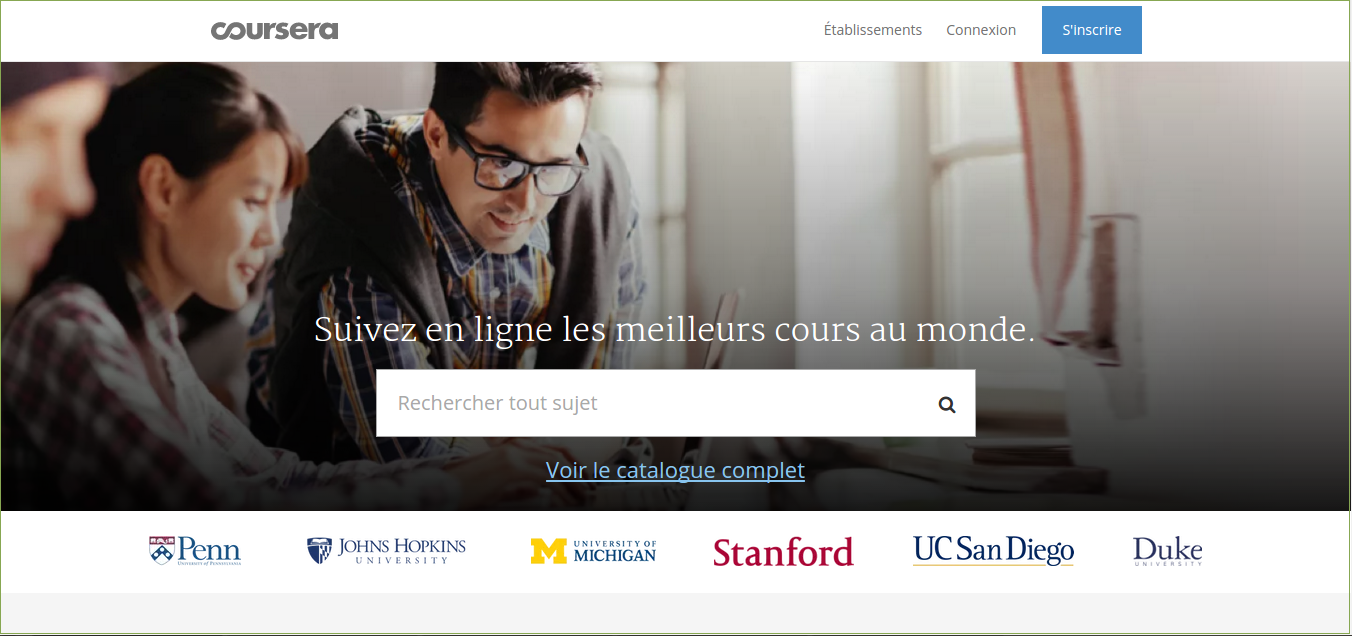 coursera
Établissements
Connexion
S'inscrire
Suivez en ligne les meilleurs cours au monde.
Rechercher tout sujet
Voir le catalogue complet
Penn
UNIVERSITY of PENNSYLVANIA
JOHNS HOPKINS
UNIVERSITY
M
UNIVERSITY OF
MICHIGAN
Stanford
UC San Diego
Duke
UNIVERSITY